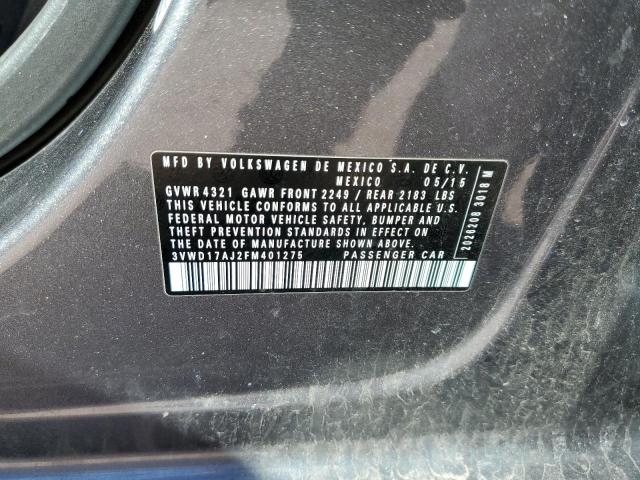 MFD BY VOLKSWAGEN DE MEXICO S.A. DE C.V.
MEXICO 05/15
GVWR 4321 GAWR FRONT 2249 / REAR 2183 LBS
THIS VEHICLE CONFORMS TO ALL APPLICABLE U.S.
FEDERAL MOTOR VEHICLE SAFETY, BUMPER AND
THEFT PREVENTION STANDARDS IN EFFECT ON
THE DATE OF MANUFACTURE SHOWN ABOVE.
3VWD17AJ2FM401275 PASSENGER CAR
2026208 3018 M